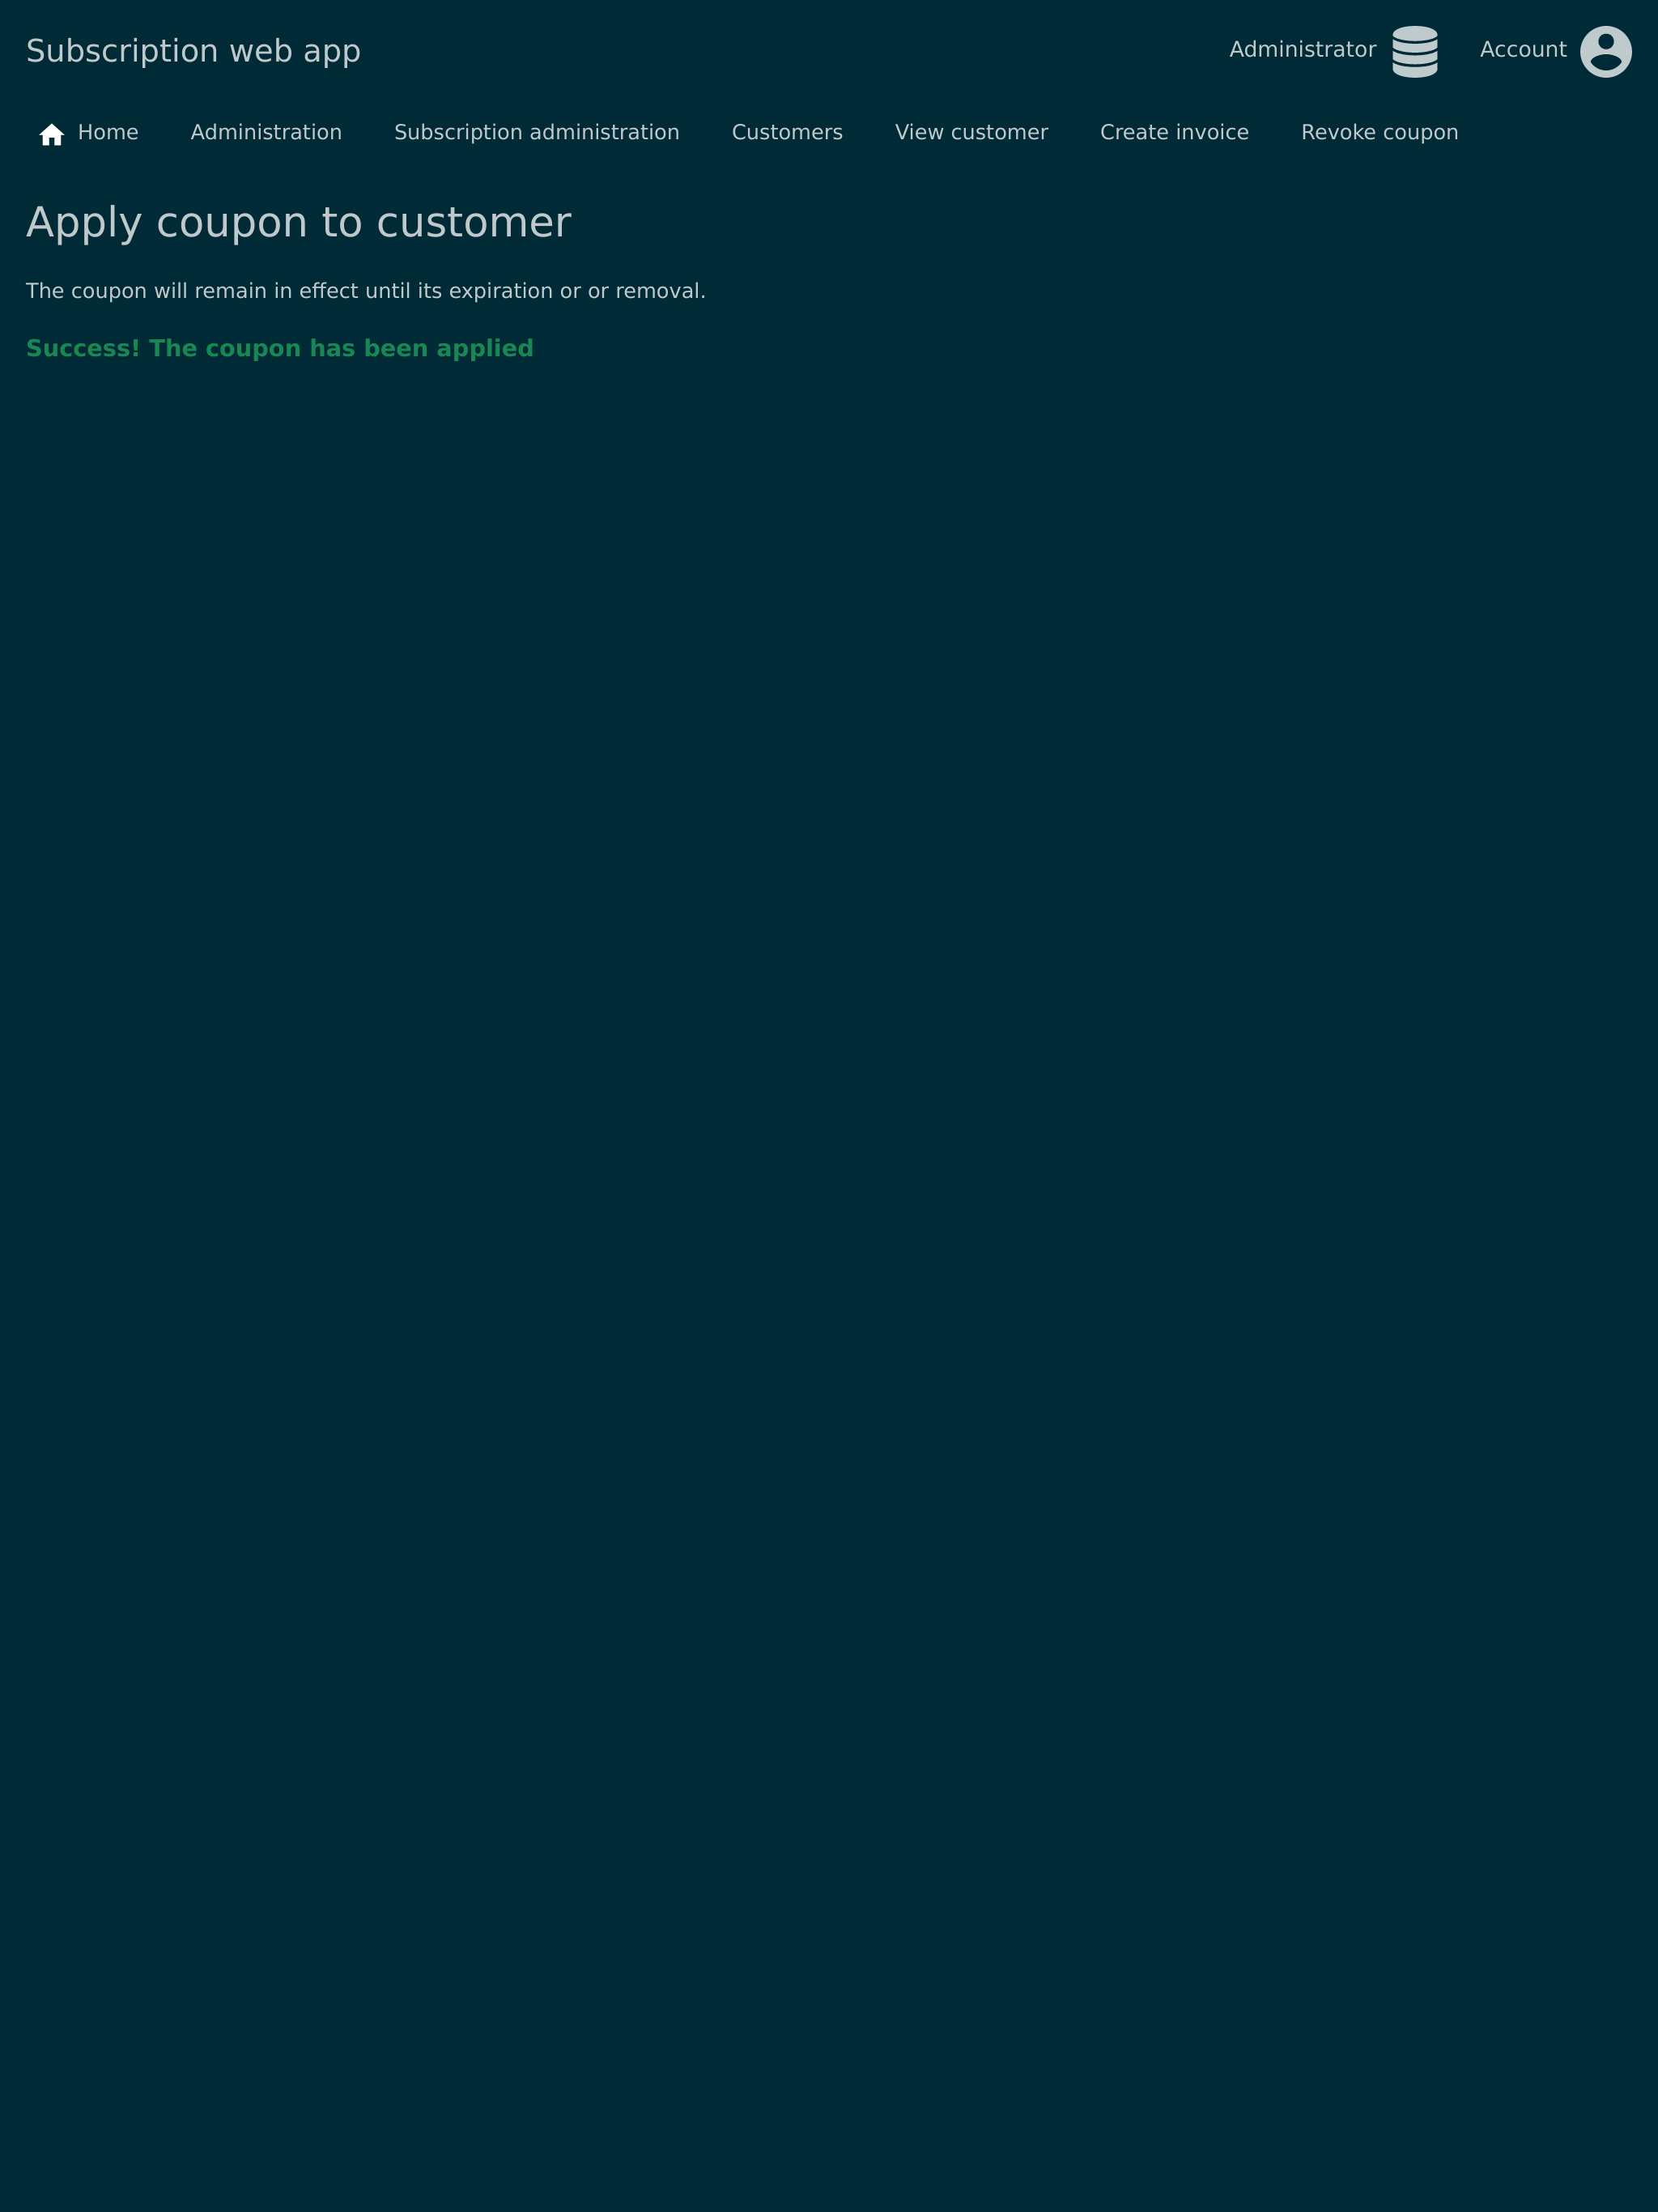 Subscription web app
Administrator
Account
Home Administration Subscription administration Customers View customer Create invoice Revoke coupon
Apply coupon to customer
The coupon will remain in effect until its expiration or or removal.
Success! The coupon has been applied